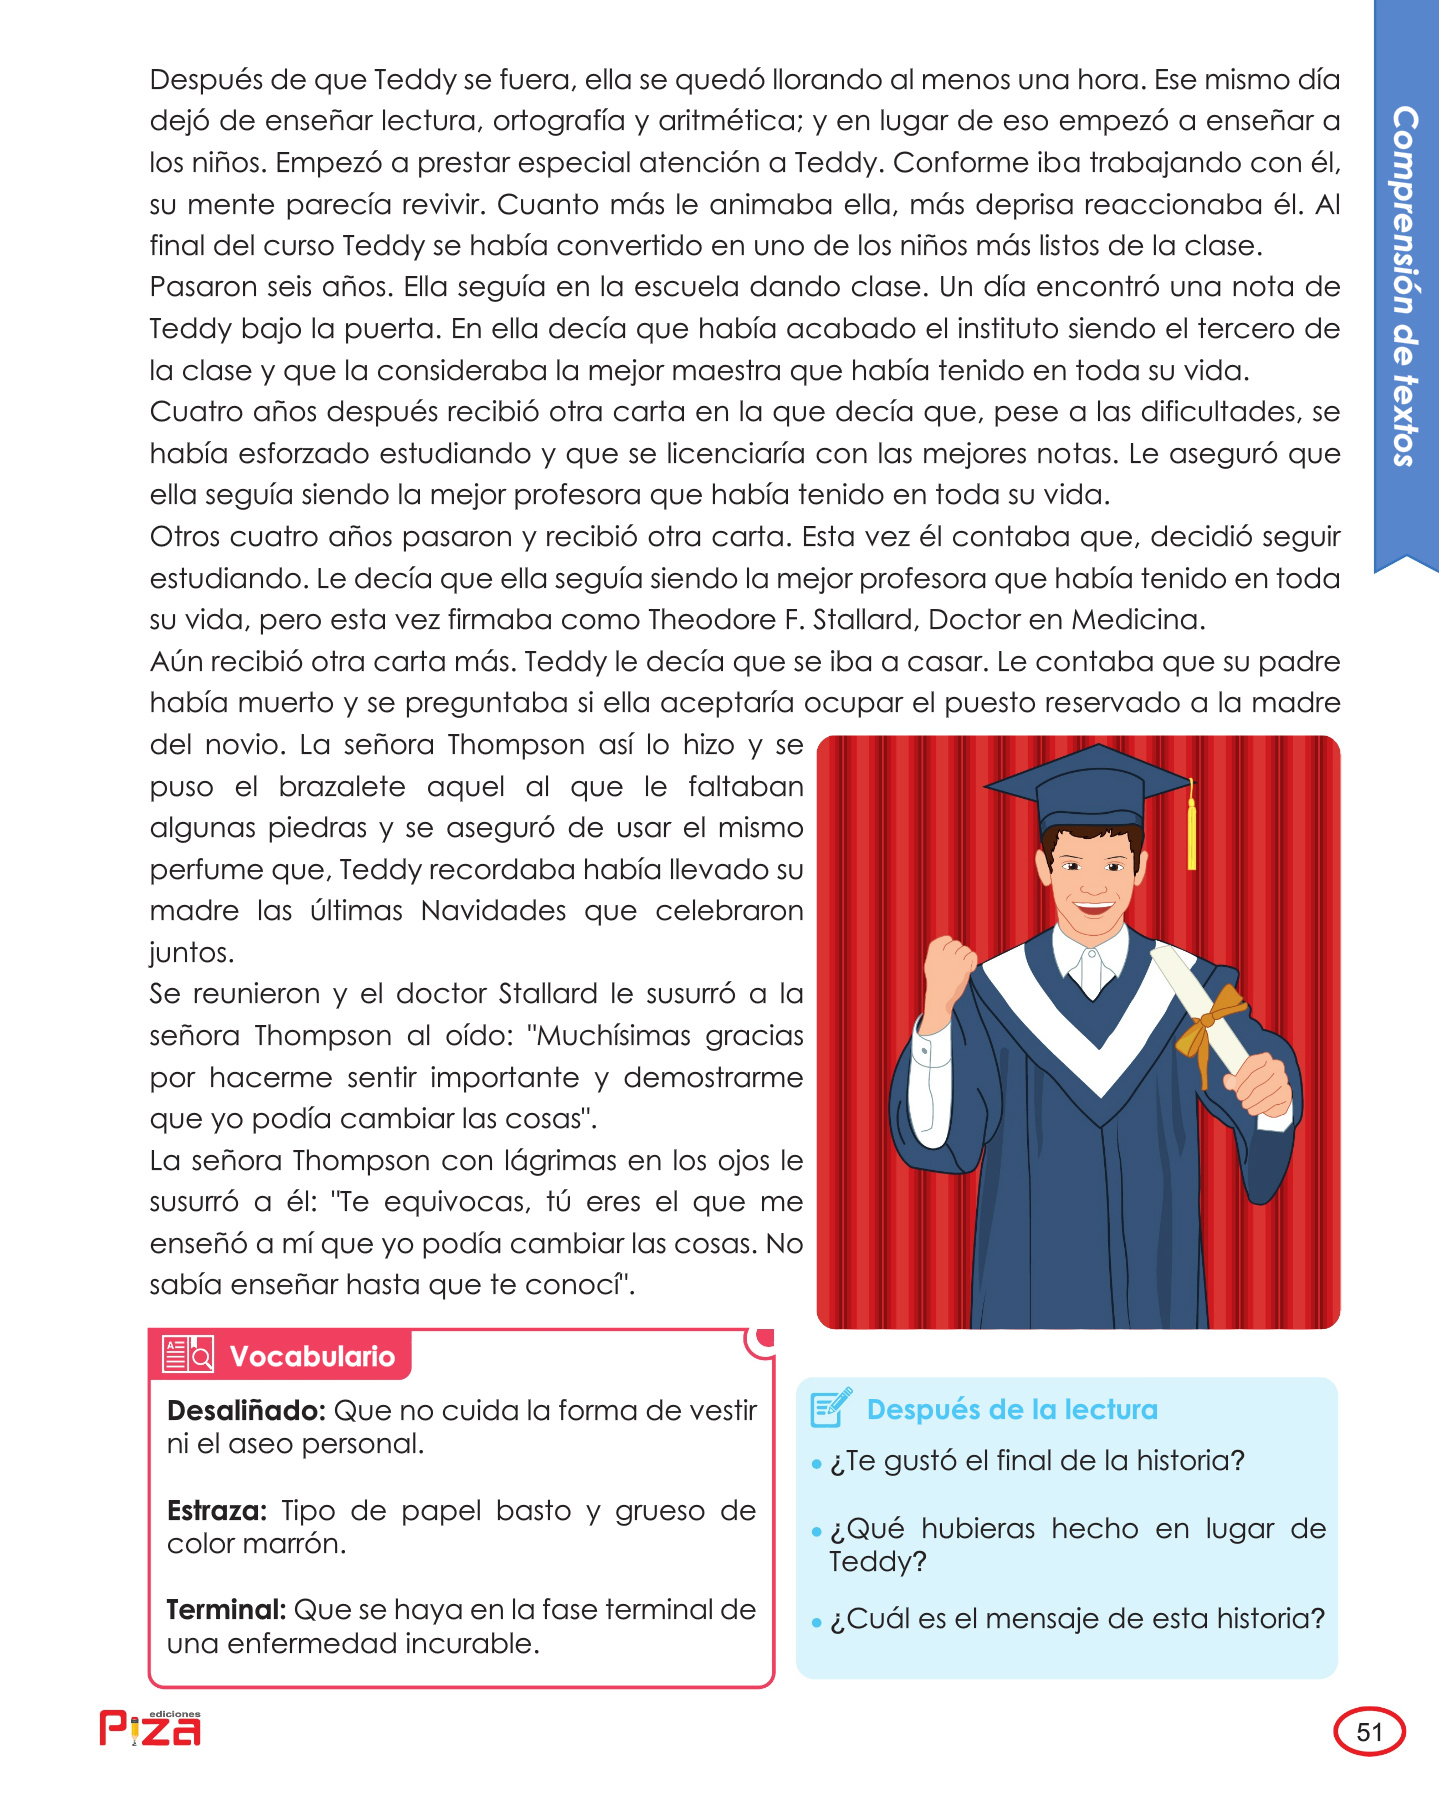 Después de que Teddy se fuera, ella se quedó llorando al menos una hora. Ese mismo día
dejó de enseñar lectura, ortografía y aritmética; y en lugar de eso empezó a enseñar a
los niños. Empezó a prestar especial atención a Teddy. Conforme iba trabajando con él,
su mente parecía revivir. Cuanto más le animaba ella, más deprisa reaccionaba él. Al
final del curso Teddy se había convertido en uno de los niños más listos de la clase.
Pasaron seis años. Ella seguía en la escuela dando clase. Un día encontró una nota de
Teddy bajo la puerta. En ella decía que había acabado el instituto siendo el tercero de
la clase y que la consideraba la mejor maestra que había tenido en toda su vida.
Cuatro años después recibió otra carta en la que decía que, pese a las dificultades, se
había esforzado estudiando y que se licenciaría con las mejores notas. Le aseguró que
ella seguía siendo la mejor profesora que había tenido en toda su vida.
Otros cuatro años pasaron y recibió otra carta. Esta vez él contaba que, decidió seguir
estudiando. Le decía que ella seguía siendo la mejor profesora que había tenido en toda
su vida, pero esta vez firmaba como Theodore F. Stallard, Doctor en Medicina.
Aún recibió otra carta más. Teddy le decía que se iba a casar. Le contaba que su padre
había muerto y se preguntaba si ella aceptaría ocupar el puesto reservado a la madre
del novio. La señora Thompson así lo hizo y se
puso el brazalete aquel al que le faltaban
algunas piedras y se aseguró de usar el mismo
perfume que, Teddy recordaba había llevado su
madre las últimas Navidades que celebraron
juntos.
Se reunieron y el doctor Stallard le susurró a la
señora Thompson al oído: "Muchísimas gracias
por hacerme sentir importante y demostrarme
que yo podía cambiar las cosas".
La señora Thompson con lágrimas en los ojos le
susurró a él: "Te equivocas, tú eres el que me
enseñó a mí que yo podía cambiar las cosas. No
sabía enseñar hasta que te conocí".
Comprensión de textos
Vocabulario
Desaliñado: Que no cuida la forma de vestir
ni el aseo personal.
Estraza: Tipo de papel basto y grueso de
color marrón.
Terminal: Que se haya en la fase terminal de
una enfermedad incurable.
Después de la lectura
• ¿Te gustó el final de la historia?
• ¿Qué hubieras hecho en lugar de
Teddy?
• ¿Cuál es el mensaje de esta historia?
ediciones
Piza
51